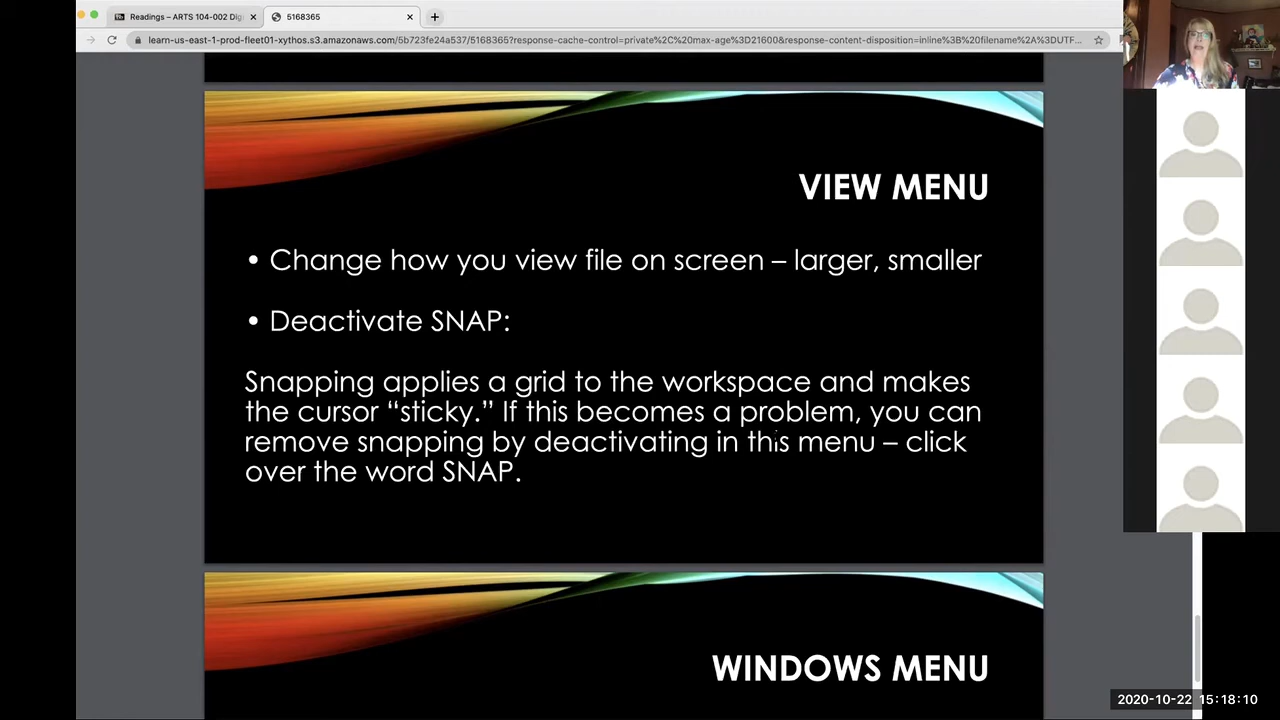 Readings – ARTS 104-002 Dig
5168365
learn-us-east-1-prod-fleet01-xythos.s3.amazonaws.com/5b723fe24a537/5168365?response-cache-control=private%2C%20max-age%3D21600&response-content-disposition=inline%3B%20filename%2A%3DUTF...
VIEW MENU
• Change how you view file on screen – larger, smaller
• Deactivate SNAP:
Snapping applies a grid to the workspace and makes
the cursor “sticky.” If this becomes a problem, you can
remove snapping by deactivating in this menu – click
over the word SNAP.
WINDOWS MENU
2020-10-22 15:18:10